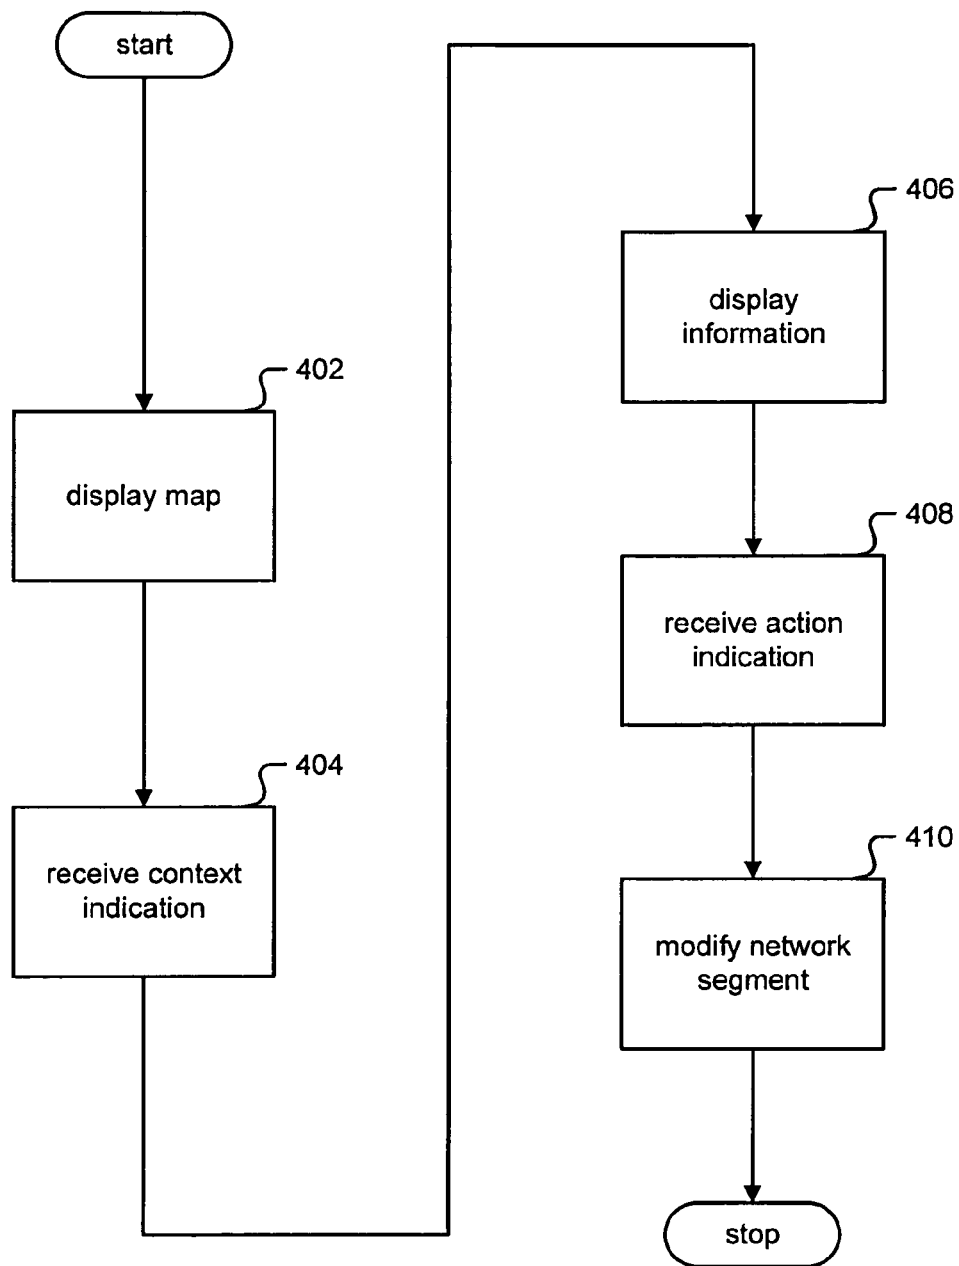 start
402
display map
404
receive context
indication
406
display
information
408
receive action
indication
410
modify network
segment
stop